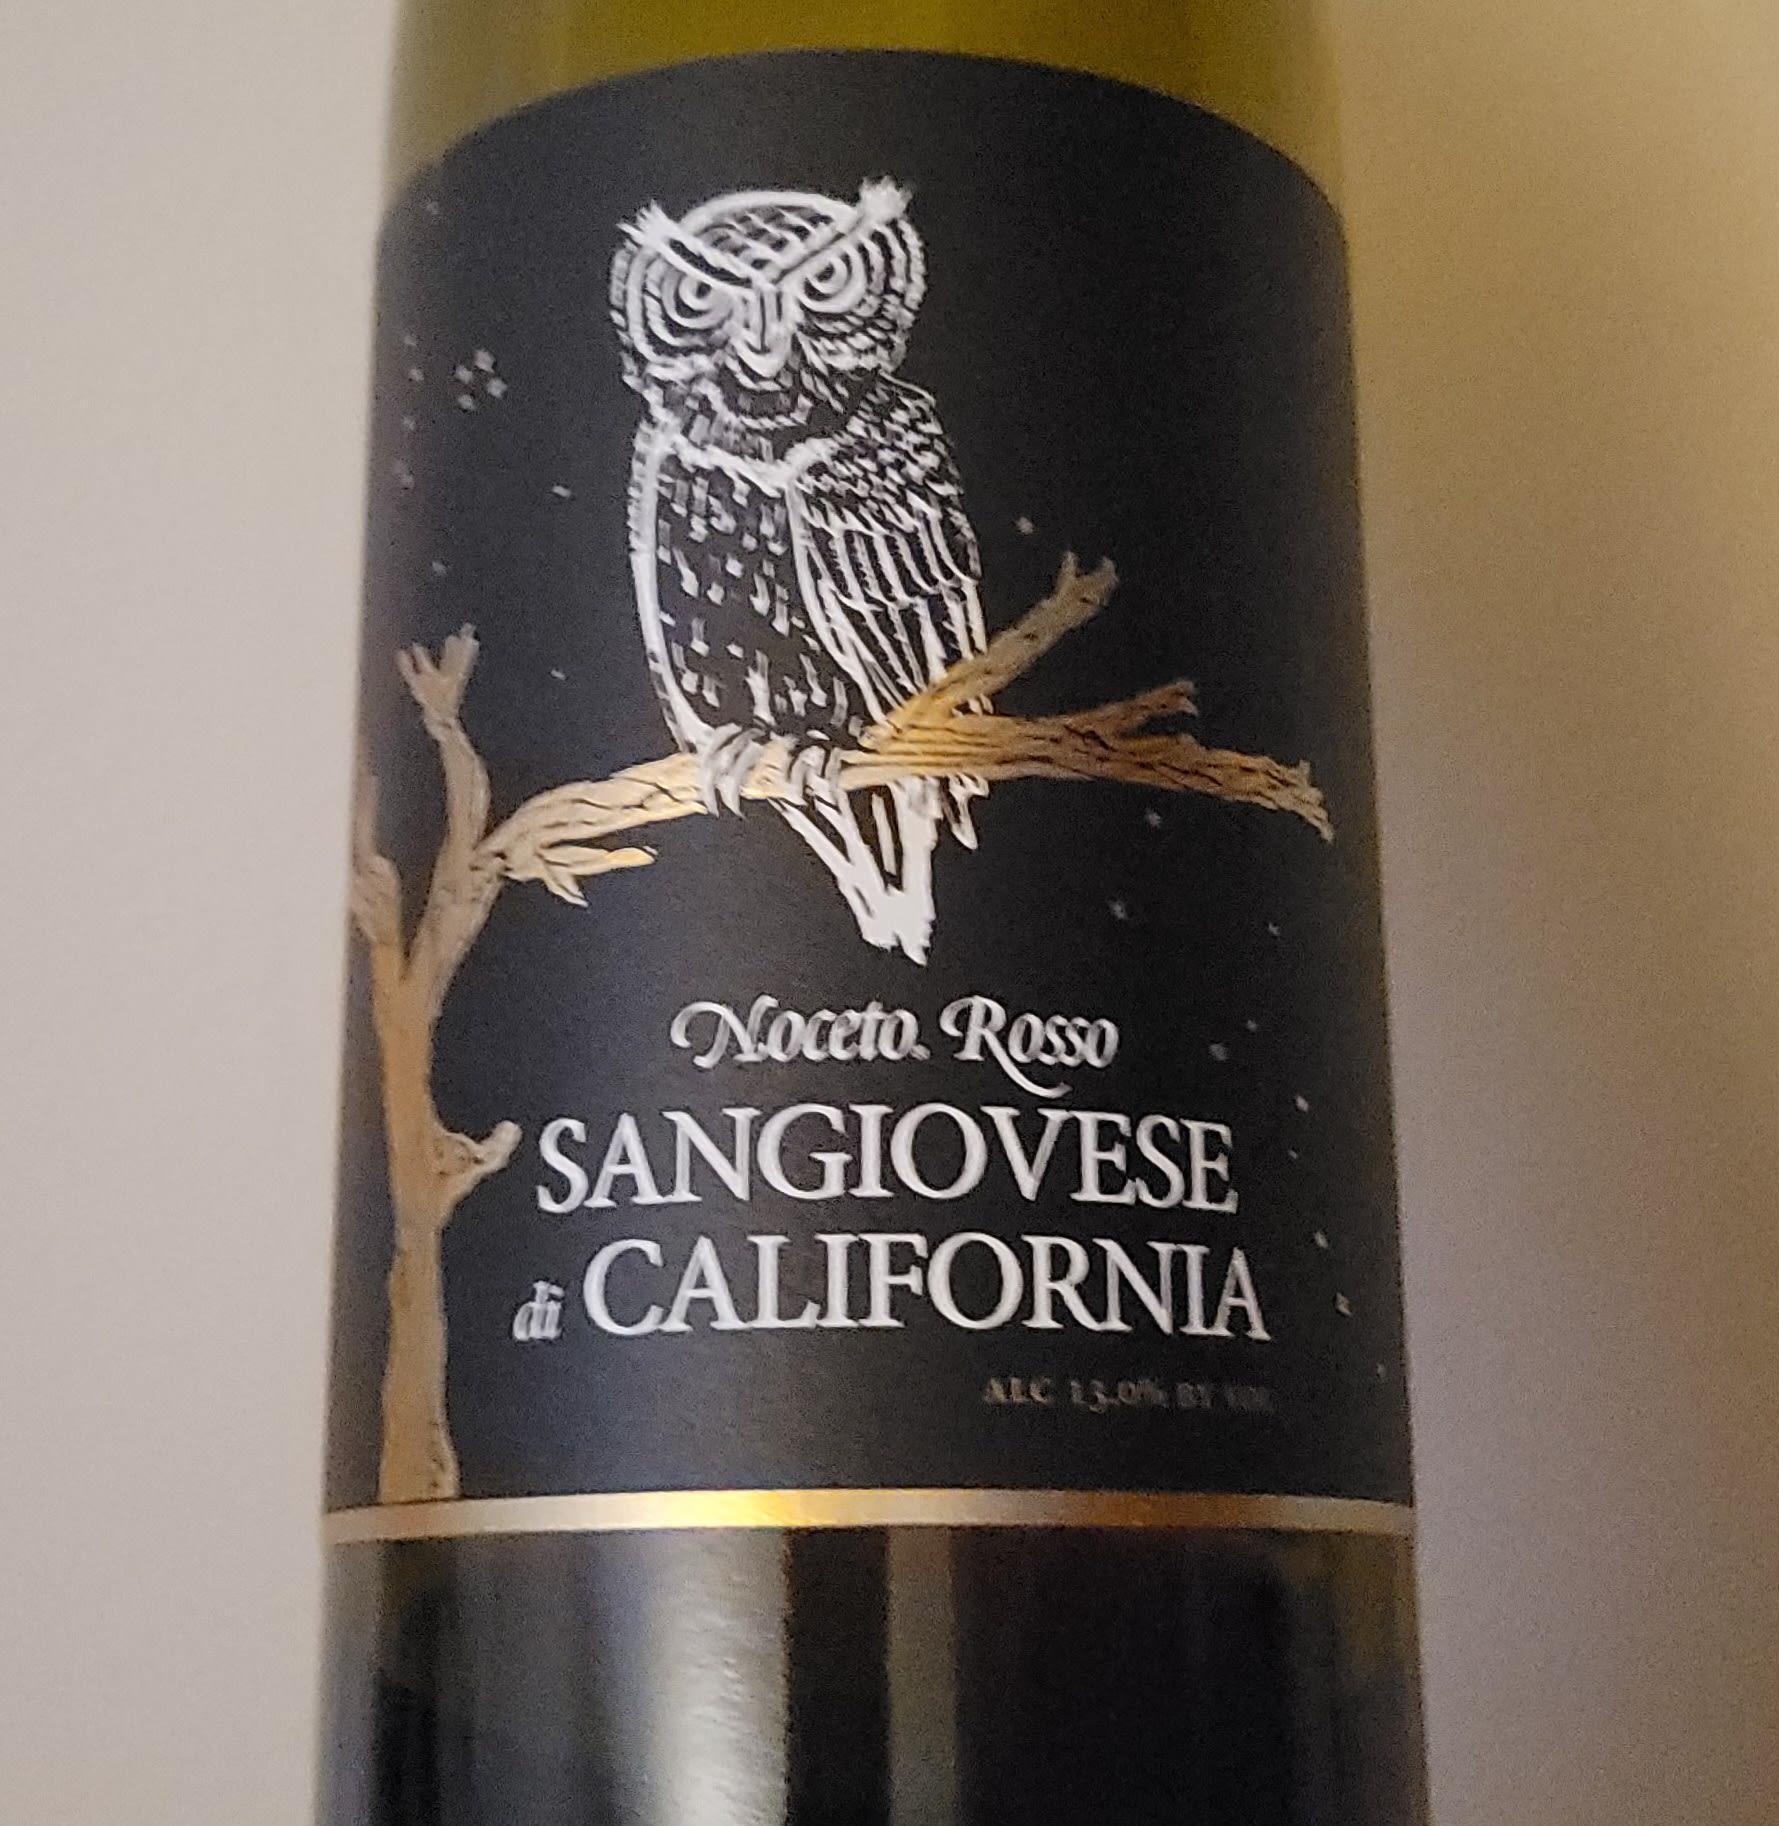 Noceto Rosso
SANGIOVESE
di CALIFORNIA
ALC 13.0% BY VOL